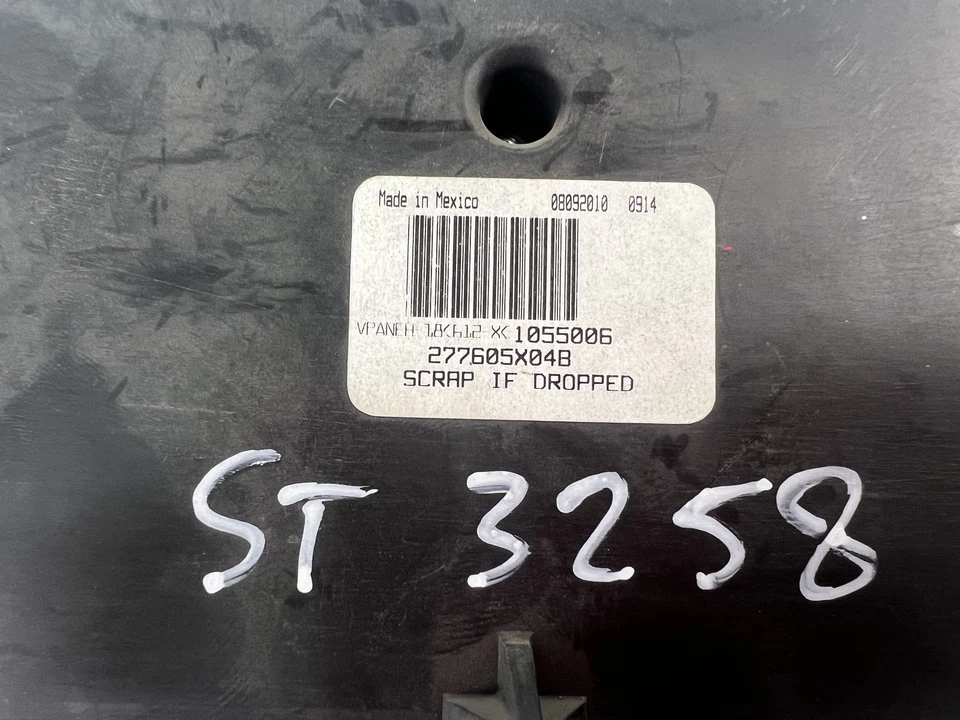 Made in Mexico 08092010 0914
1055006
277605X04B
SCRAP IF DROPPED
ST 3258